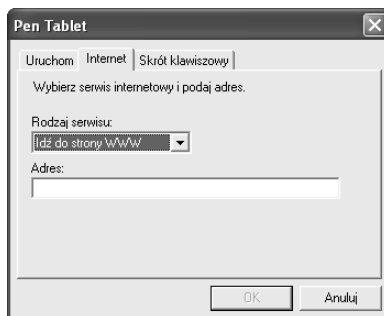 Pen Tablet
Uruchom Internet Skrót klawiszowy
Wybierz serwis internetowy i podaj adres.
Rodzaj serwisu:
Idź do strony WWW
Adres:
OK Anuluj